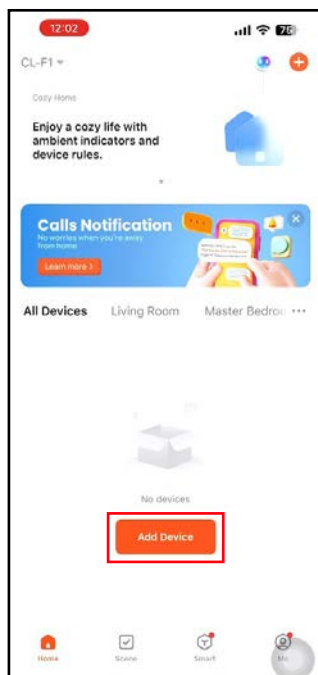 12:02
76
CL-F1
Cozy Home
Enjoy a cozy life with
ambient indicators and
device rules.
Calls Notification
No worries when you're away
from home
Learn more >
All Devices Living Room Master Bedroo ...
No devices
Add Device
Home Scene Smart Me